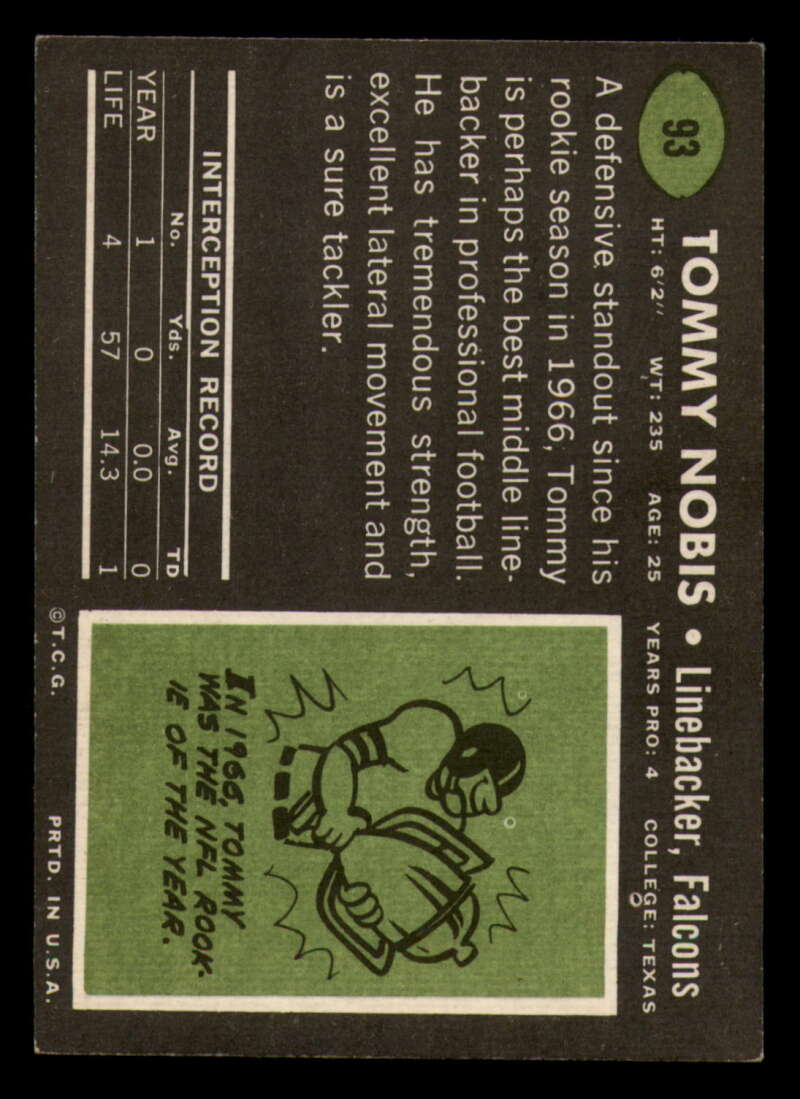 93
TOMMY NOBIS • Linebacker, Falcons
HT: 6'2'' WT: 235 AGE: 25 YEARS PRO: 4 COLLEGE: TEXAS
A defensive standout since his
rookie season in 1966, Tommy
is perhaps the best middle line-
backer in professional football.
He has tremendous strength,
excellent lateral movement and
is a sure tackler.
INTERCEPTION RECORD
No. Yds. Avg. TD
YEAR 1 0 0.0 0
LIFE 4 57 14.3 1
IN 1966, TOMMY
WAS THE NFL ROOK-
IE OF THE YEAR.
©T.C.G. PRTD. IN U.S.A.